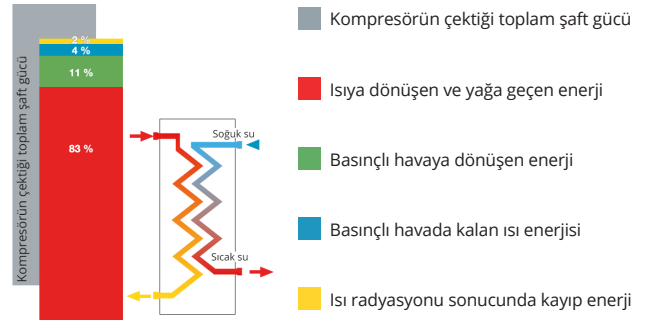 Kompresörün çektiği toplam şaft gücü
2 %
4 %
11 %
83 %
Soğuk su
Sıcak su
Kompresörün çektiği toplam şaft gücü
Isıya dönüşen ve yağa geçen enerji
Basınçlı havaya dönüşen enerji
Basınçlı havada kalan ısı enerjisi
Isı radyasyonu sonucunda kayıp enerji